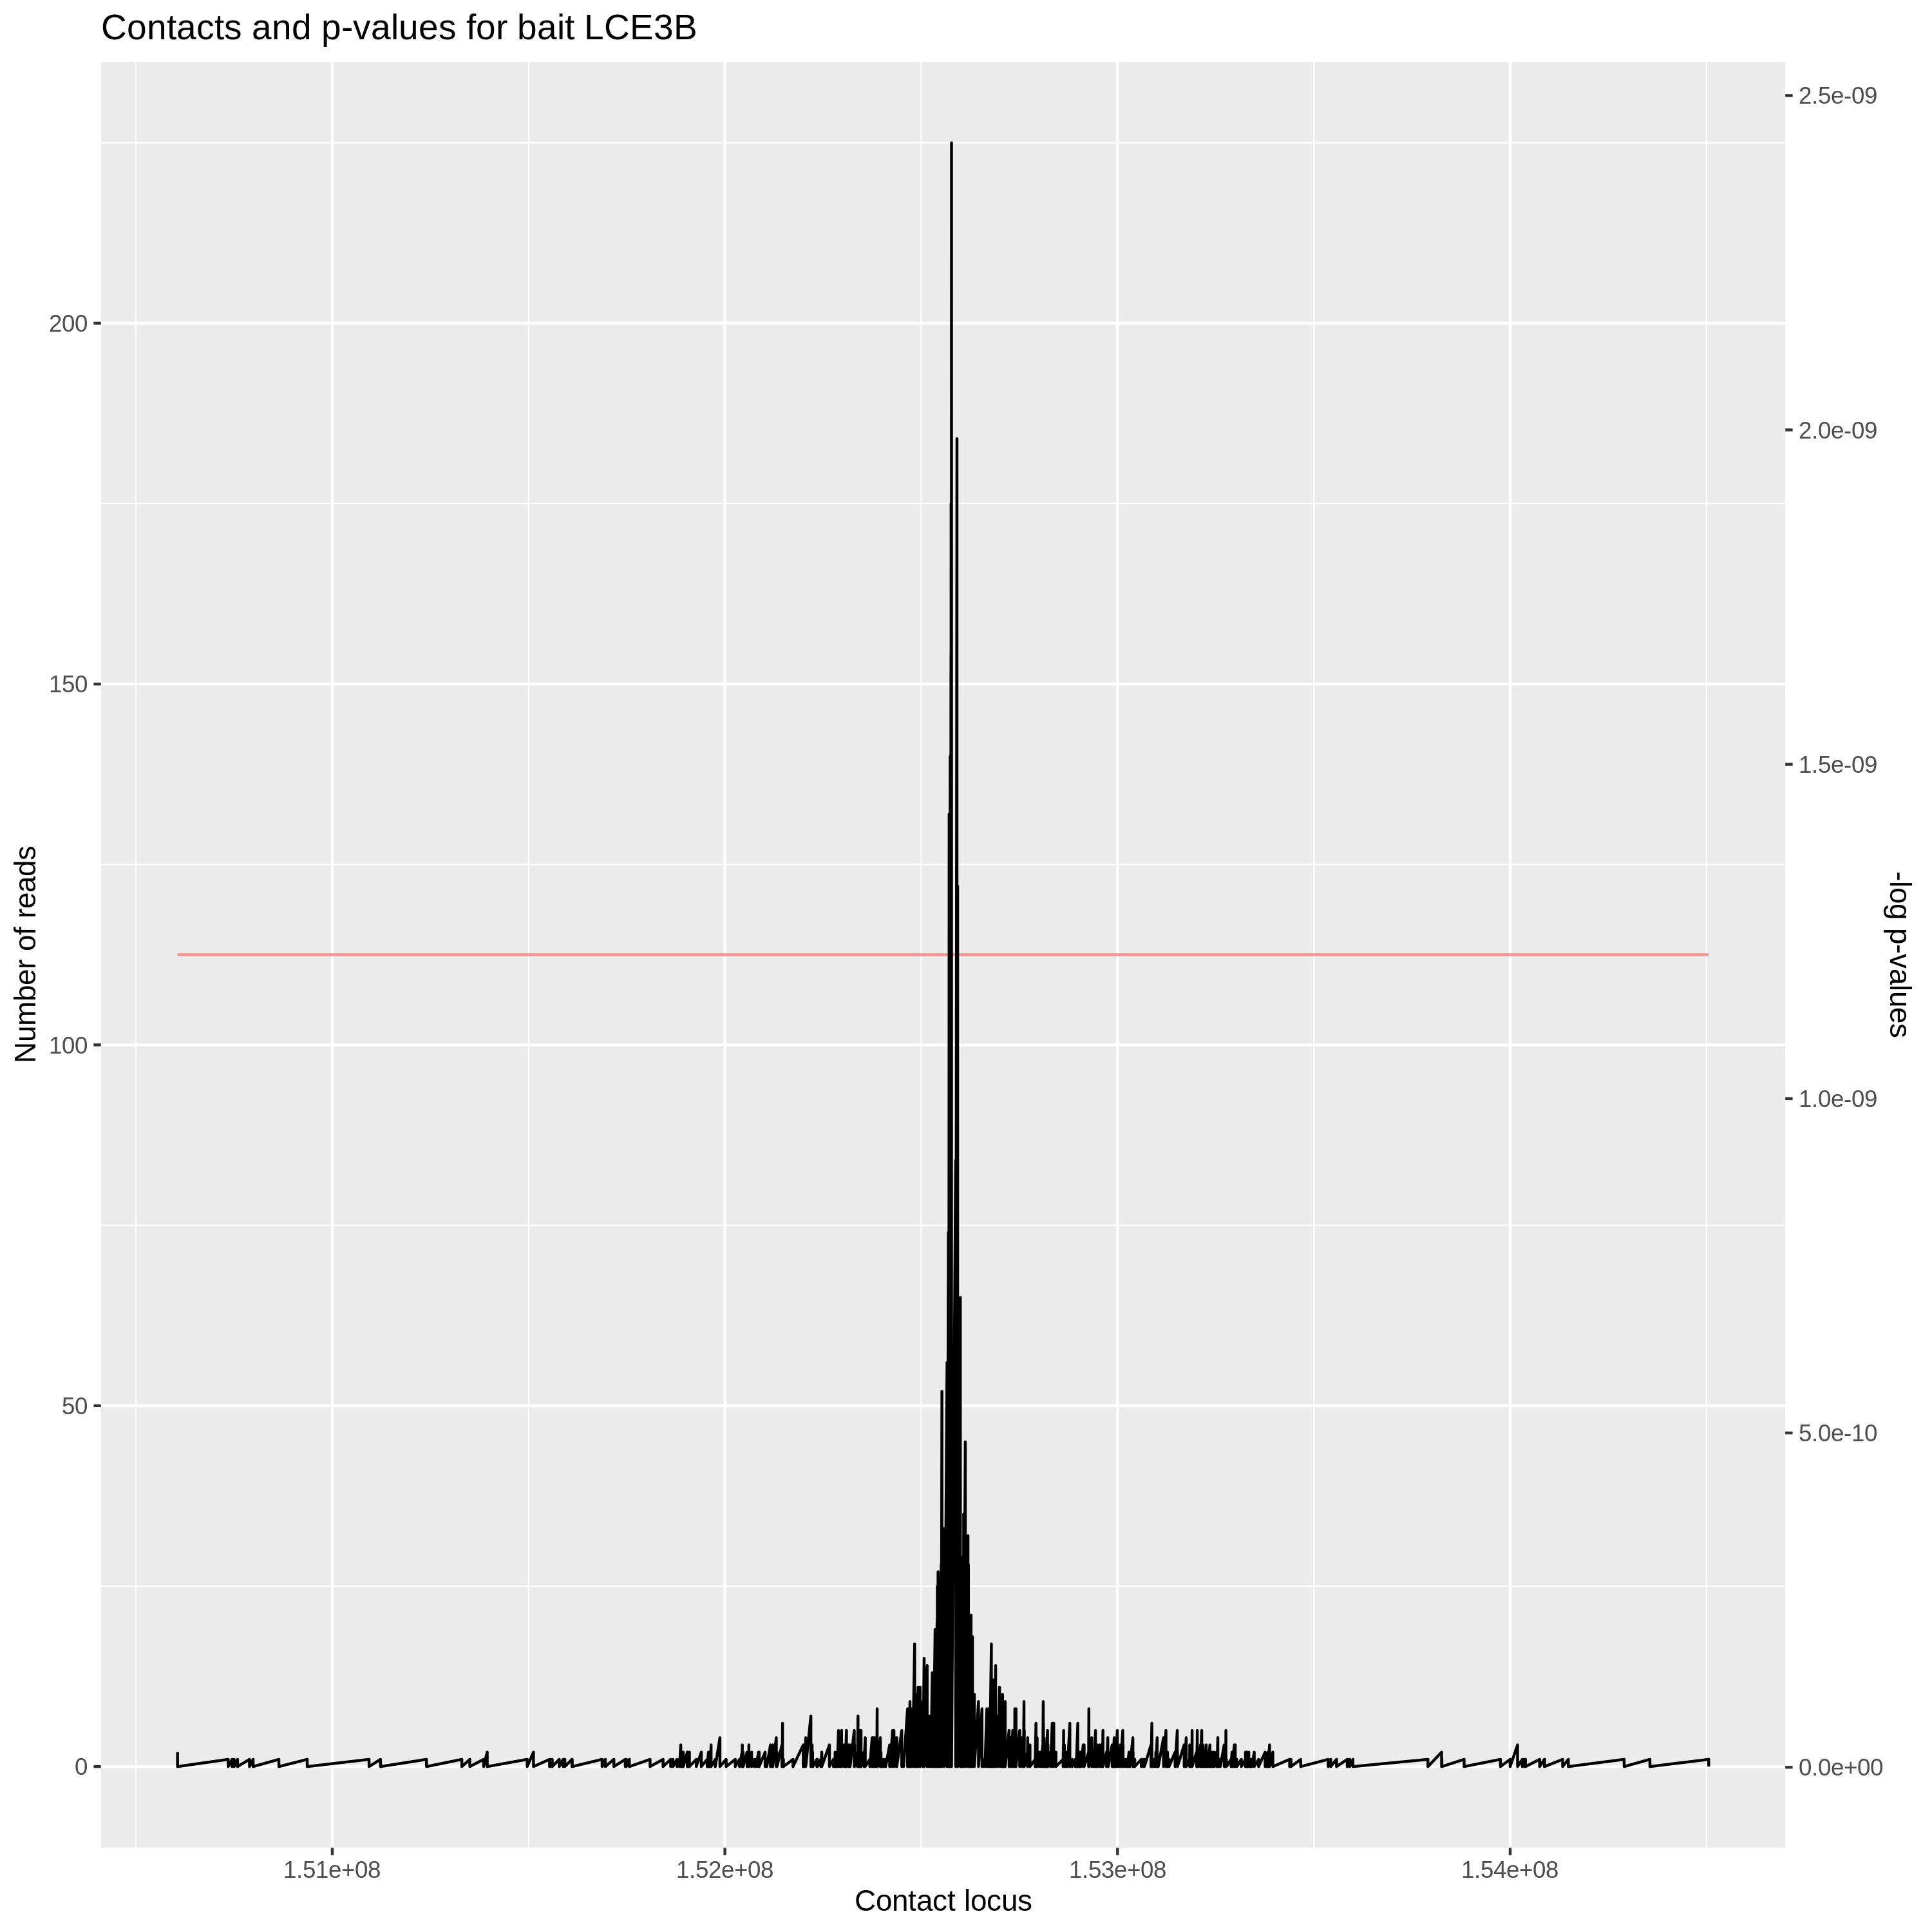 Contacts and p-values for bait LCE3B
Number of reads
200
150
100
50
0
2.5e-09
2.0e-09
1.5e-09
1.0e-09
5.0e-10
0.0e+00
-log p-values
1.51e+08
1.52e+08
1.53e+08
1.54e+08
Contact locus